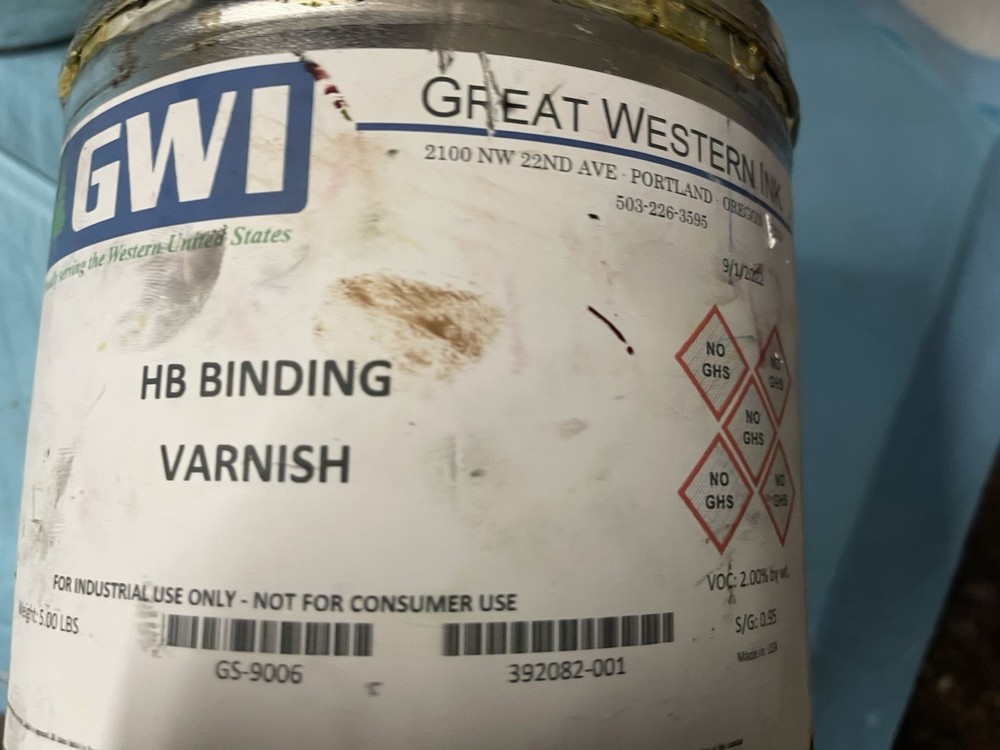 GWI
GREAT WESTERN INK
2100 NW 22ND AVE · PORTLAND · OREGON
503-226-3595
serving the Western United States
HB BINDING
VARNISH
NO
GHS
NO
GHS
NO
GHS
NO
GHS
NO
GHS
FOR INDUSTRIAL USE ONLY - NOT FOR CONSUMER USE
Weight: 5.00 LBS
VOC: 2.00% by wt.
S/G: 0.95
Made in: USA
GS-9006
392082-001